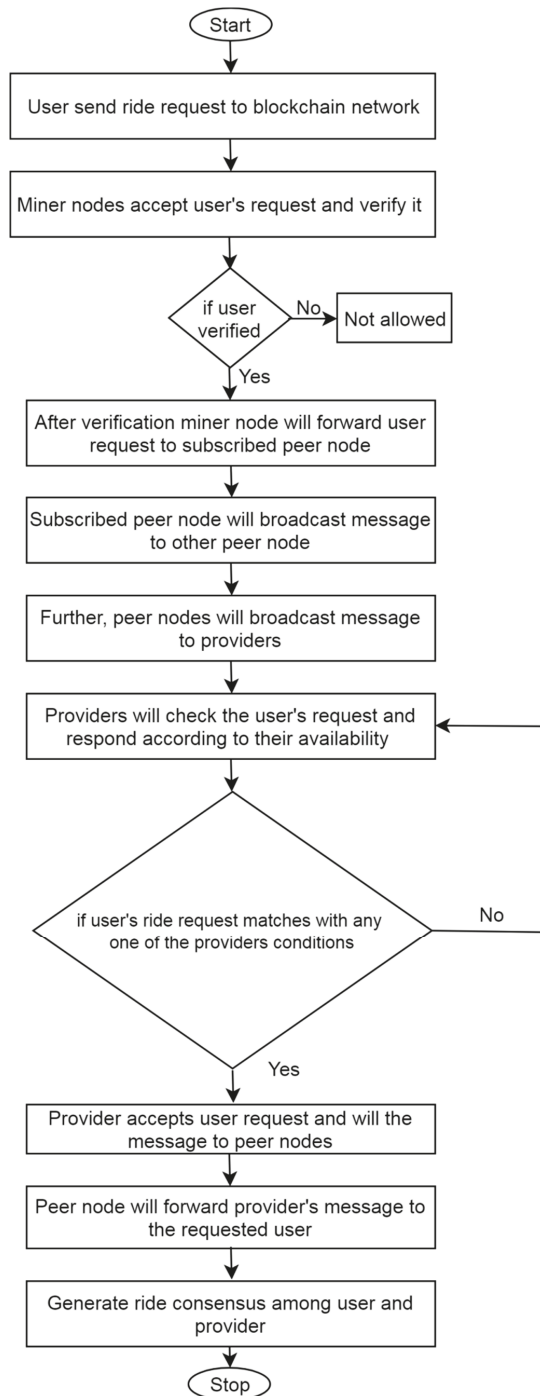 Start
User send ride request to blockchain network
Miner nodes accept user's request and verify it
if user
verified
No
Not allowed
Yes
After verification miner node will forward user
request to subscribed peer node
Subscribed peer node will broadcast message
to other peer node
Further, peer nodes will broadcast message
to providers
Providers will check the user's request and
respond according to their availability
if user's ride request matches with any
one of the providers conditions
No
Yes
Provider accepts user request and will the
message to peer nodes
Peer node will forward provider's message to
the requested user
Generate ride consensus among user and
provider
Stop